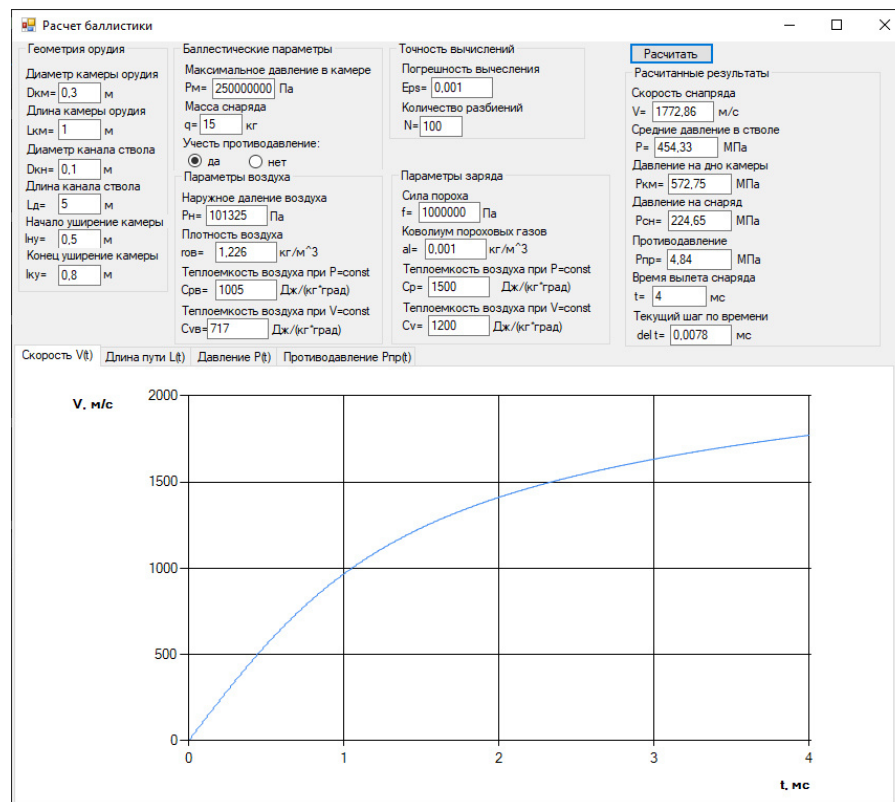 Расчет баллистики
Геометрия орудия
Диаметр камеры орудия
Dкм= 0,3 м
Длина камеры орудия
Lкм= 1 м
Диаметр канала ствола
Dкн= 0,1 м
Длина канала ствола
Lд= 5 м
Начало уширение камеры
lну= 0,5 м
Конец уширение камеры
lку= 0,8 м
Баллестические параметры
Максимальное давление в камере
Pм= 250000000 Па
Масса снаряда
q= 15 кг
Учесть противодавление:
да нет
Параметры воздуха
Наружное даление воздуха
Pн= 101325 Па
Плотность воздуха
roв= 1,226 кг/м^3
Теплоемкость воздуха при P=const
Cрв= 1005 Дж/(кг*град)
Теплоемкость воздуха при V=const
Cvв= 717 Дж/(кг*град)
Точность вычислений
Погрешность вычесления
Eps= 0,001
Количество разбиений
N= 100
Параметры заряда
Сила пороха
f= 1000000 Па
Коволиум пороховых газов
al= 0,001 кг/м^3
Теплоемкость воздуха при P=const
Cp= 1500 Дж/(кг*град)
Теплоемкость воздуха при V=const
Cv= 1200 Дж/(кг*град)
Расчитать
Расчитанные результаты
Скорость снапряда
V= 1772,86 м/с
Средние давление в стволе
P= 454,33 МПа
Давление на дно камеры
Pкм= 572,75 МПа
Давление на снаряд
Pсн= 224,65 МПа
Противодавление
Pпр= 4,84 МПа
Время вылета снаряда
t= 4 мс
Текущий шаг по времени
del t= 0,0078 мс
Скорость V(t) Длина пути L(t) Давление P(t) Противодавление Pпр(t)
V, м/с
2000
1500
1000
500
0
0 1 2 3 4
t, мс